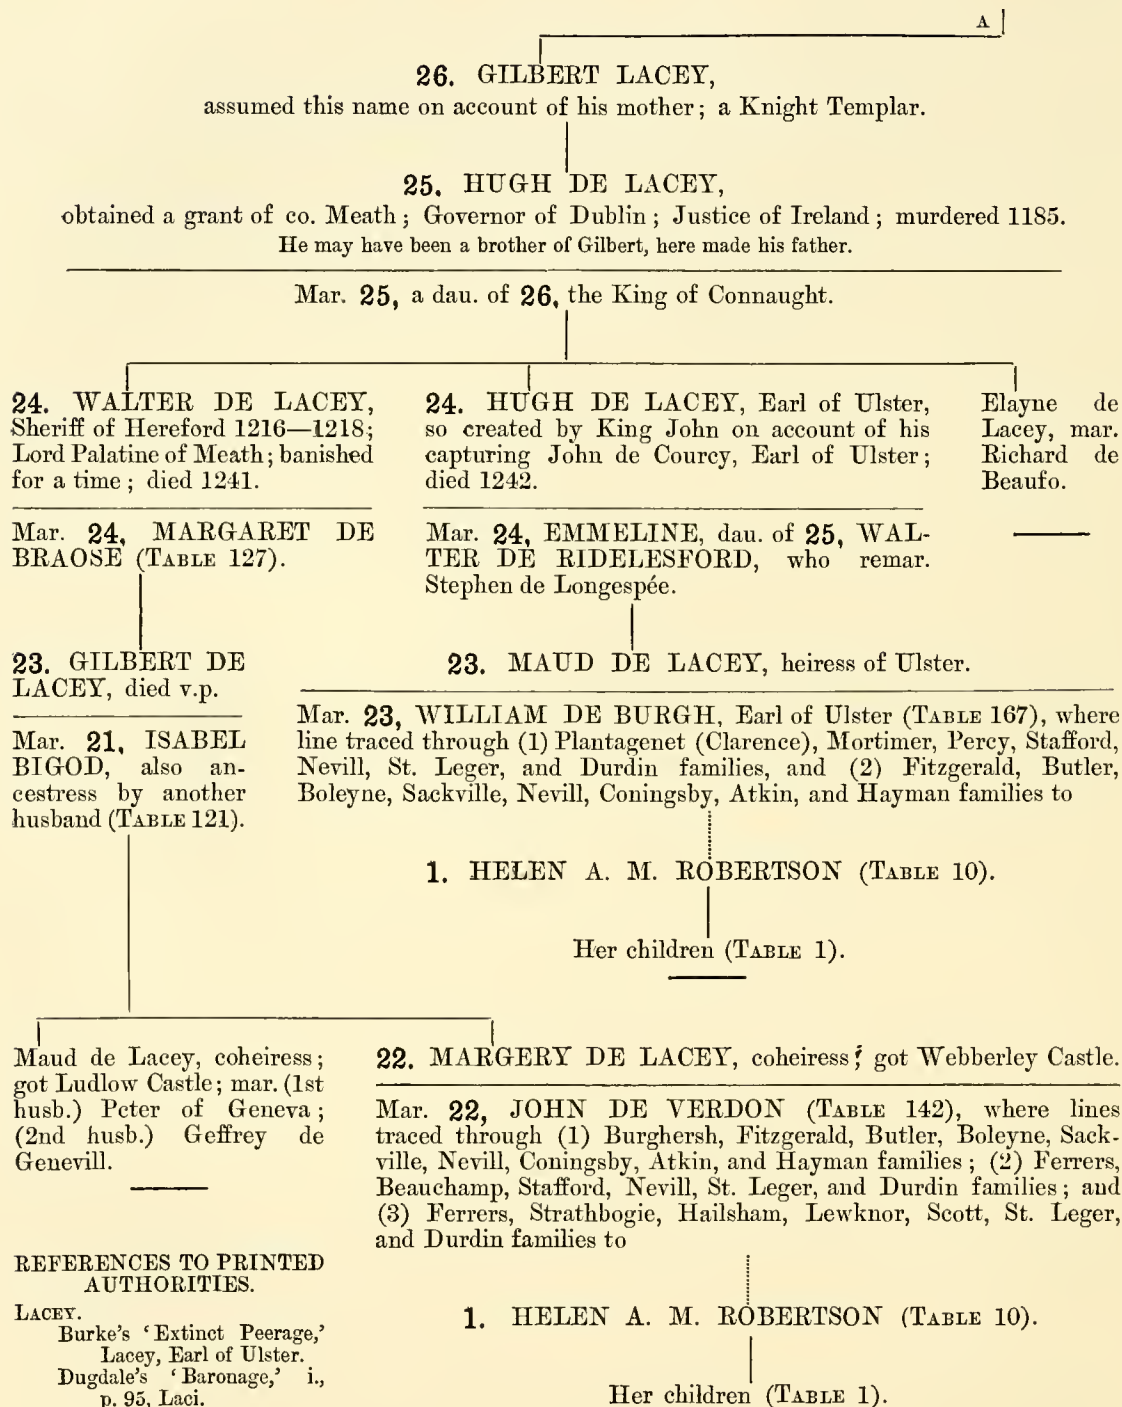 A
26. GILBERT LACEY,
assumed this name on account of his mother; a Knight Templar.
25. HUGH DE LACEY,
obtained a grant of co. Meath; Governor of Dublin; Justice of Ireland; murdered 1185.
He may have been a brother of Gilbert, here made his father.
Mar. 25, a dau. of 26, the King of Connaught.
24. WALTER DE LACEY,
Sheriff of Hereford 1216—1218;
Lord Palatine of Meath; banished
for a time; died 1241.
Mar. 24, MARGARET DE
BRAOSE (TABLE 127).
24. HUGH DE LACEY, Earl of Ulster,
so created by King John on account of his
capturing John de Courcy, Earl of Ulster;
died 1242.
Mar. 24, EMMELINE, dau. of 25, WAL-
TER DE RIDELESFORD, who remar.
Stephen de Longespée.
Elayne de
Lacey, mar.
Richard de
Beaufo.
23. GILBERT DE
LACEY, died v.p.
Mar. 21, ISABEL
BIGOD, also an-
cestress by another
husband (TABLE 121).
23. MAUD DE LACEY, heiress of Ulster.
Mar. 23, WILLIAM DE BURGH, Earl of Ulster (TABLE 167), where
line traced through (1) Plantagenet (Clarence), Mortimer, Percy, Stafford,
Nevill, St. Leger, and Durdin families, and (2) Fitzgerald, Butler,
Boleyne, Sackville, Nevill, Coningsby, Atkin, and Hayman families to
1. HELEN A. M. ROBERTSON (TABLE 10).
Her children (TABLE 1).
Maud de Lacey, coheiress;
got Ludlow Castle; mar. (1st
husb.) Peter of Geneva;
(2nd husb.) Geffrey de
Genevill.
22. MARGERY DE LACEY, coheiress; got Webberley Castle.
Mar. 22, JOHN DE VERDON (TABLE 142), where lines
traced through (1) Burghersh, Fitzgerald, Butler, Boleyne, Sack-
ville, Nevill, Coningsby, Atkin, and Hayman families; (2) Ferrers,
Beauchamp, Stafford, Nevill, St. Leger, and Durdin families; and
(3) Ferrers, Strathbogie, Hailsham, Lewknor, Scott, St. Leger,
and Durdin families to
1. HELEN A. M. ROBERTSON (TABLE 10).
Her children (TABLE 1).
REFERENCES TO PRINTED
AUTHORITIES.
LACEY.
Burke's 'Extinct Peerage,'
Lacey, Earl of Ulster.
Dugdale's 'Baronage,' i.,
p. 95, Laci.